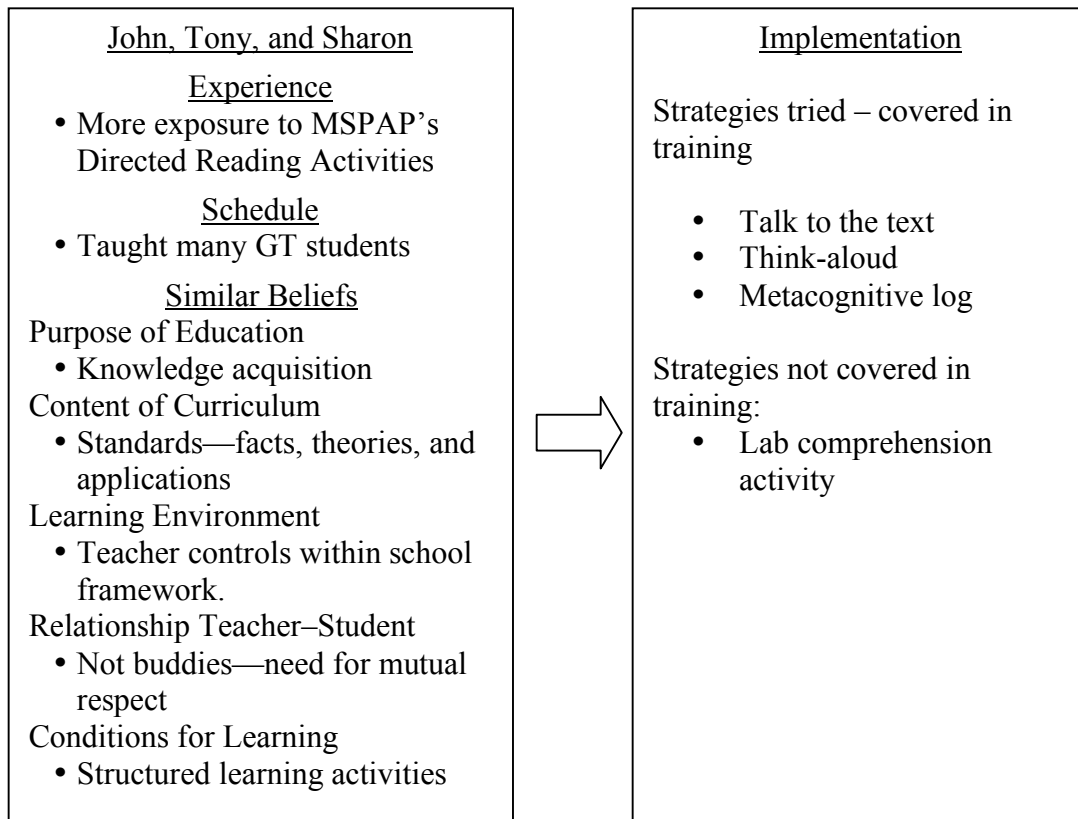 John, Tony, and Sharon
Experience
• More exposure to MSPAP’s
Directed Reading Activities
Schedule
• Taught many GT students
Similar Beliefs
Purpose of Education
• Knowledge acquisition
Content of Curriculum
• Standards—facts, theories, and
applications
Learning Environment
• Teacher controls within school
framework.
Relationship Teacher–Student
• Not buddies—need for mutual
respect
Conditions for Learning
• Structured learning activities
Implementation
Strategies tried – covered in
training
• Talk to the text
• Think-aloud
• Metacognitive log
Strategies not covered in
training:
• Lab comprehension
activity